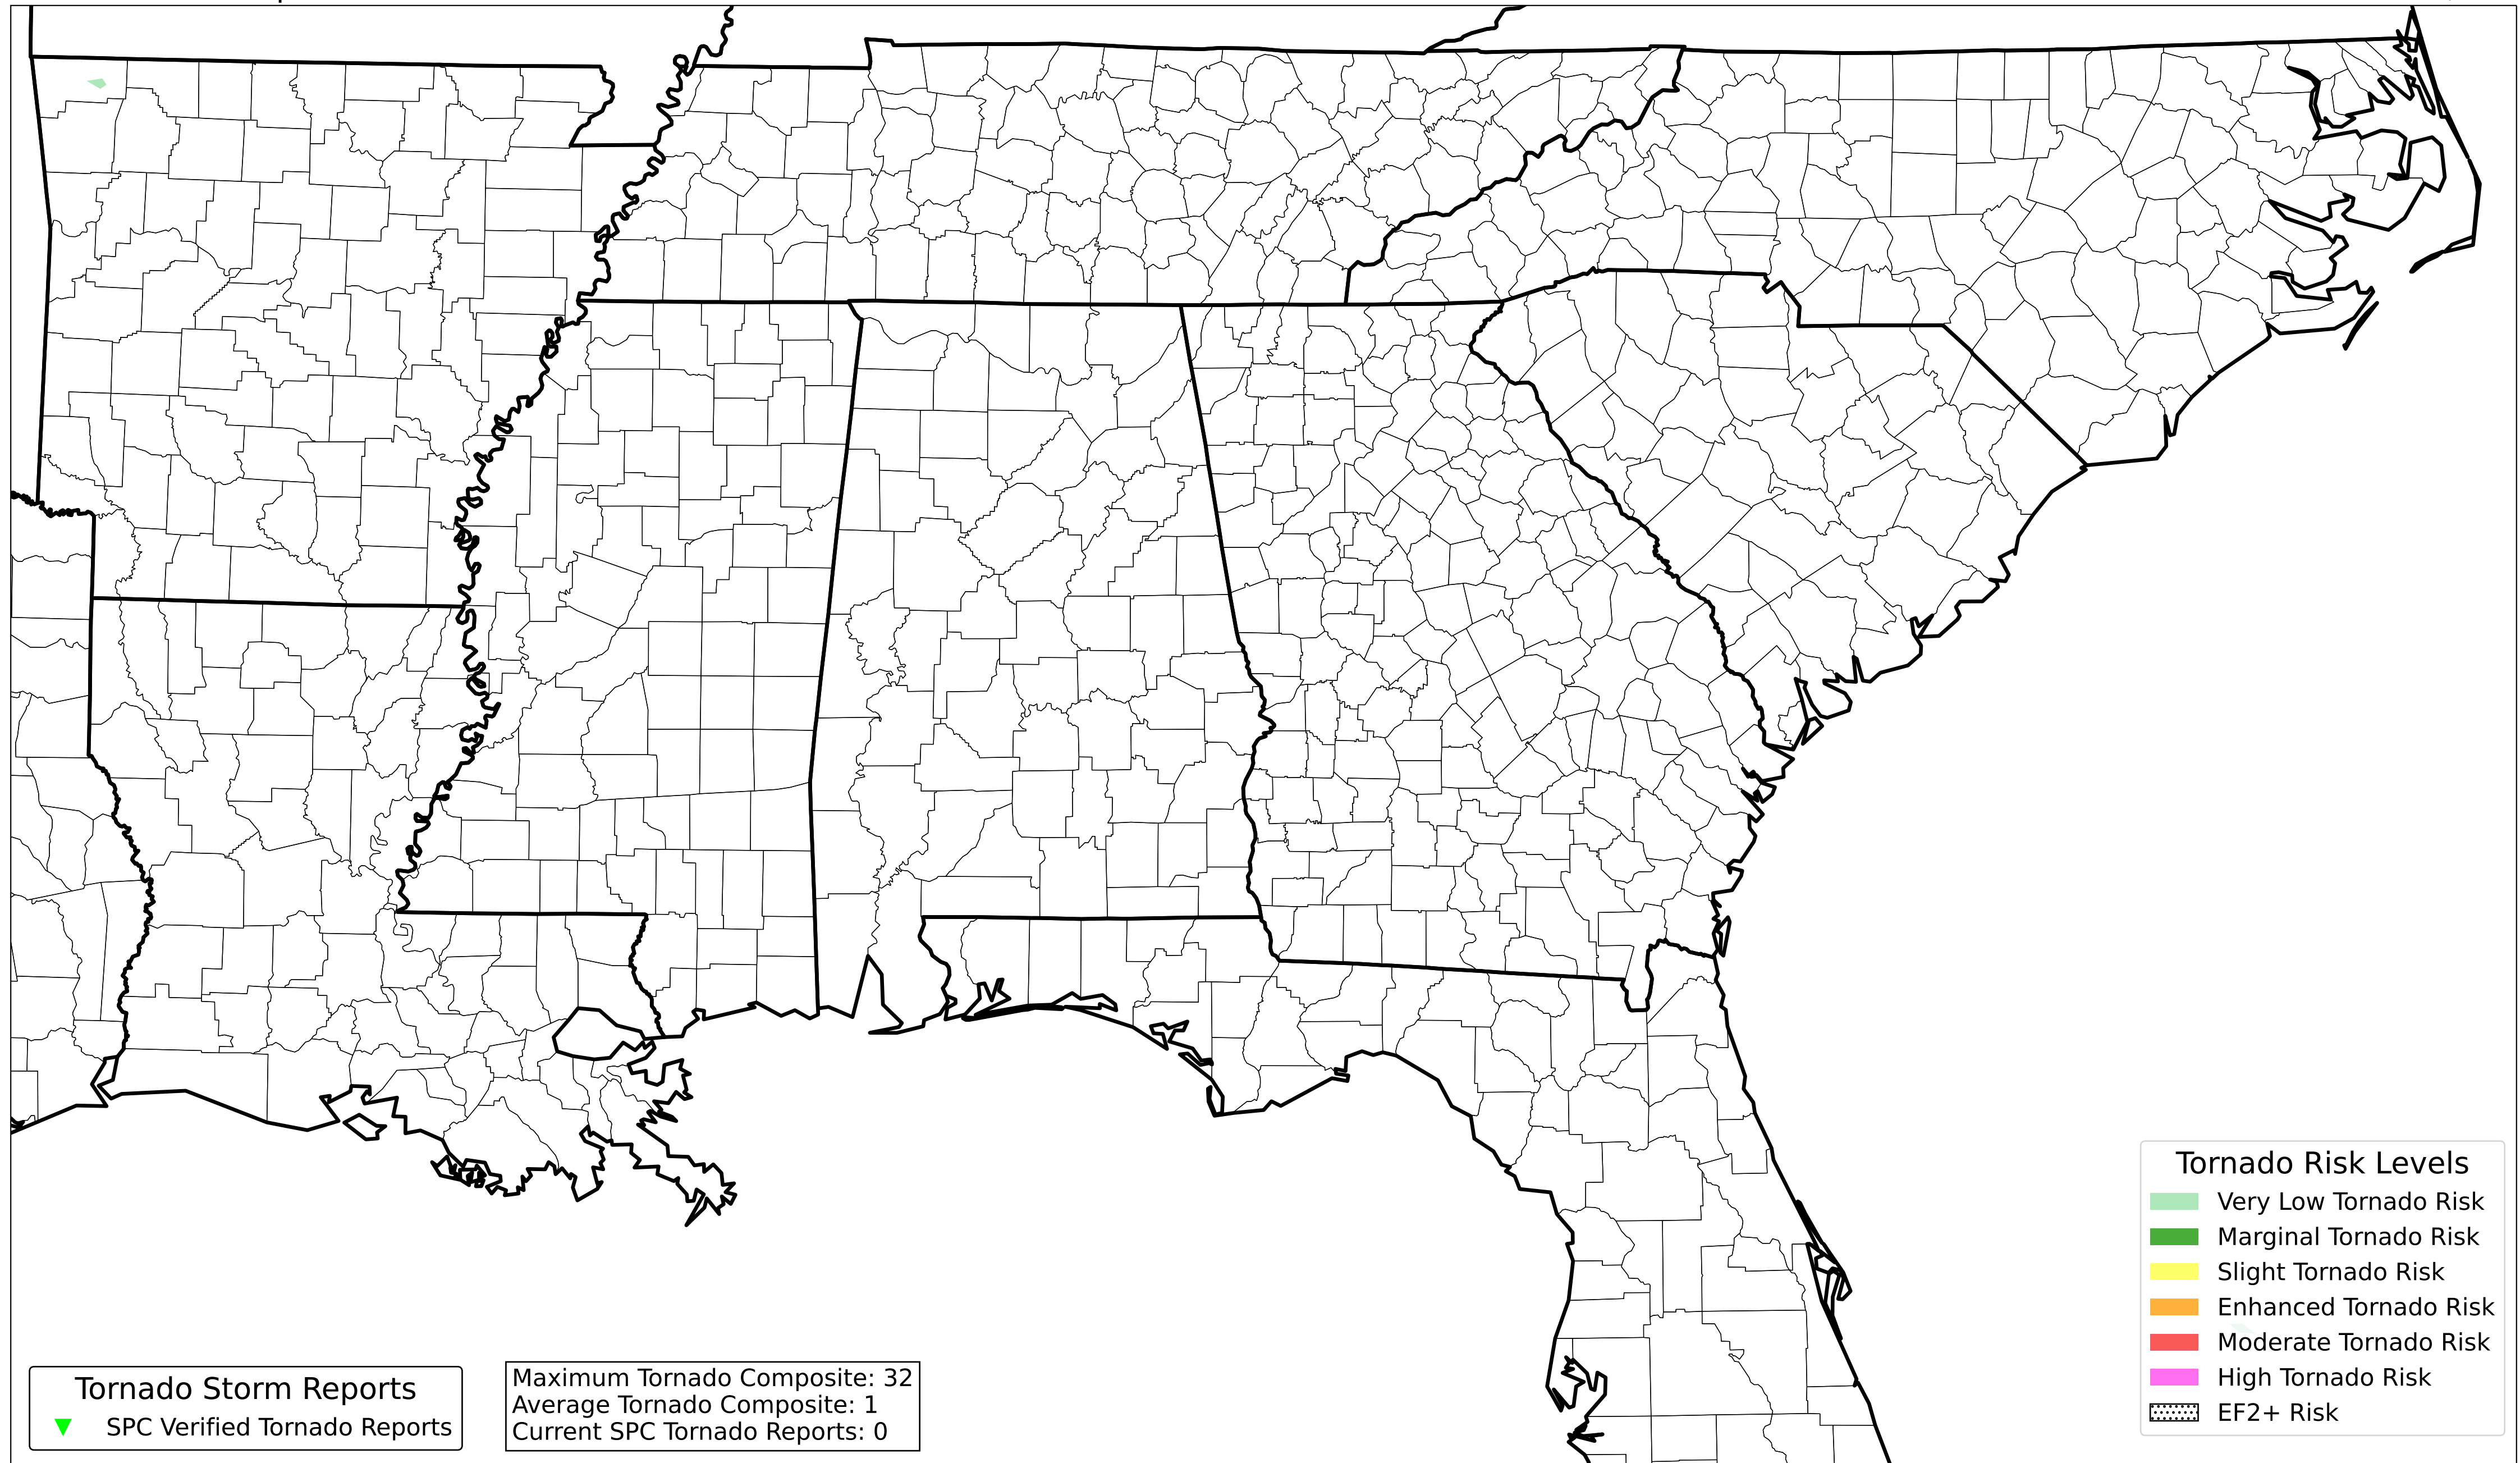 Tornado Risk Levels
Very Low Tornado Risk
Marginal Tornado Risk
Slight Tornado Risk
Enhanced Tornado Risk
Moderate Tornado Risk
High Tornado Risk
EF2+ Risk
Tornado Storm Reports
SPC Verified Tornado Reports
Maximum Tornado Composite: 32
Average Tornado Composite: 1
Current SPC Tornado Reports: 0